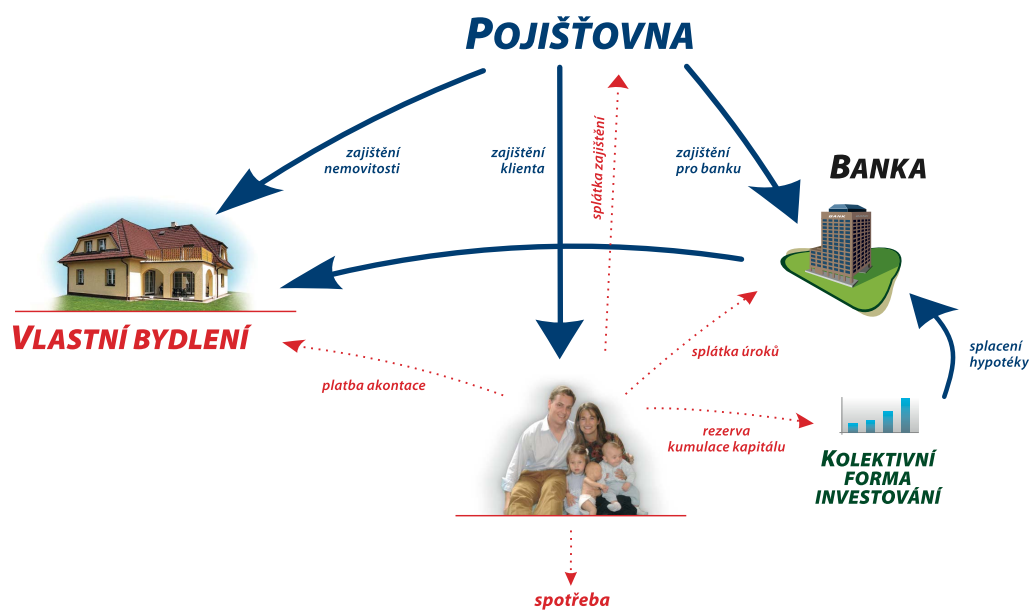 POJIŠŤOVNA
zajištění
nemovitosti
zajištění
klienta
splátka zajištění
zajištění
pro banku
BANKA
BANK
VLASTNÍ BYDLENÍ
platba akontace
splátka úroků
splacení
hypotéky
rezerva
kumulace kapitálu
KOLEKTIVNÍ
FORMA
INVESTOVÁNÍ
spotřeba